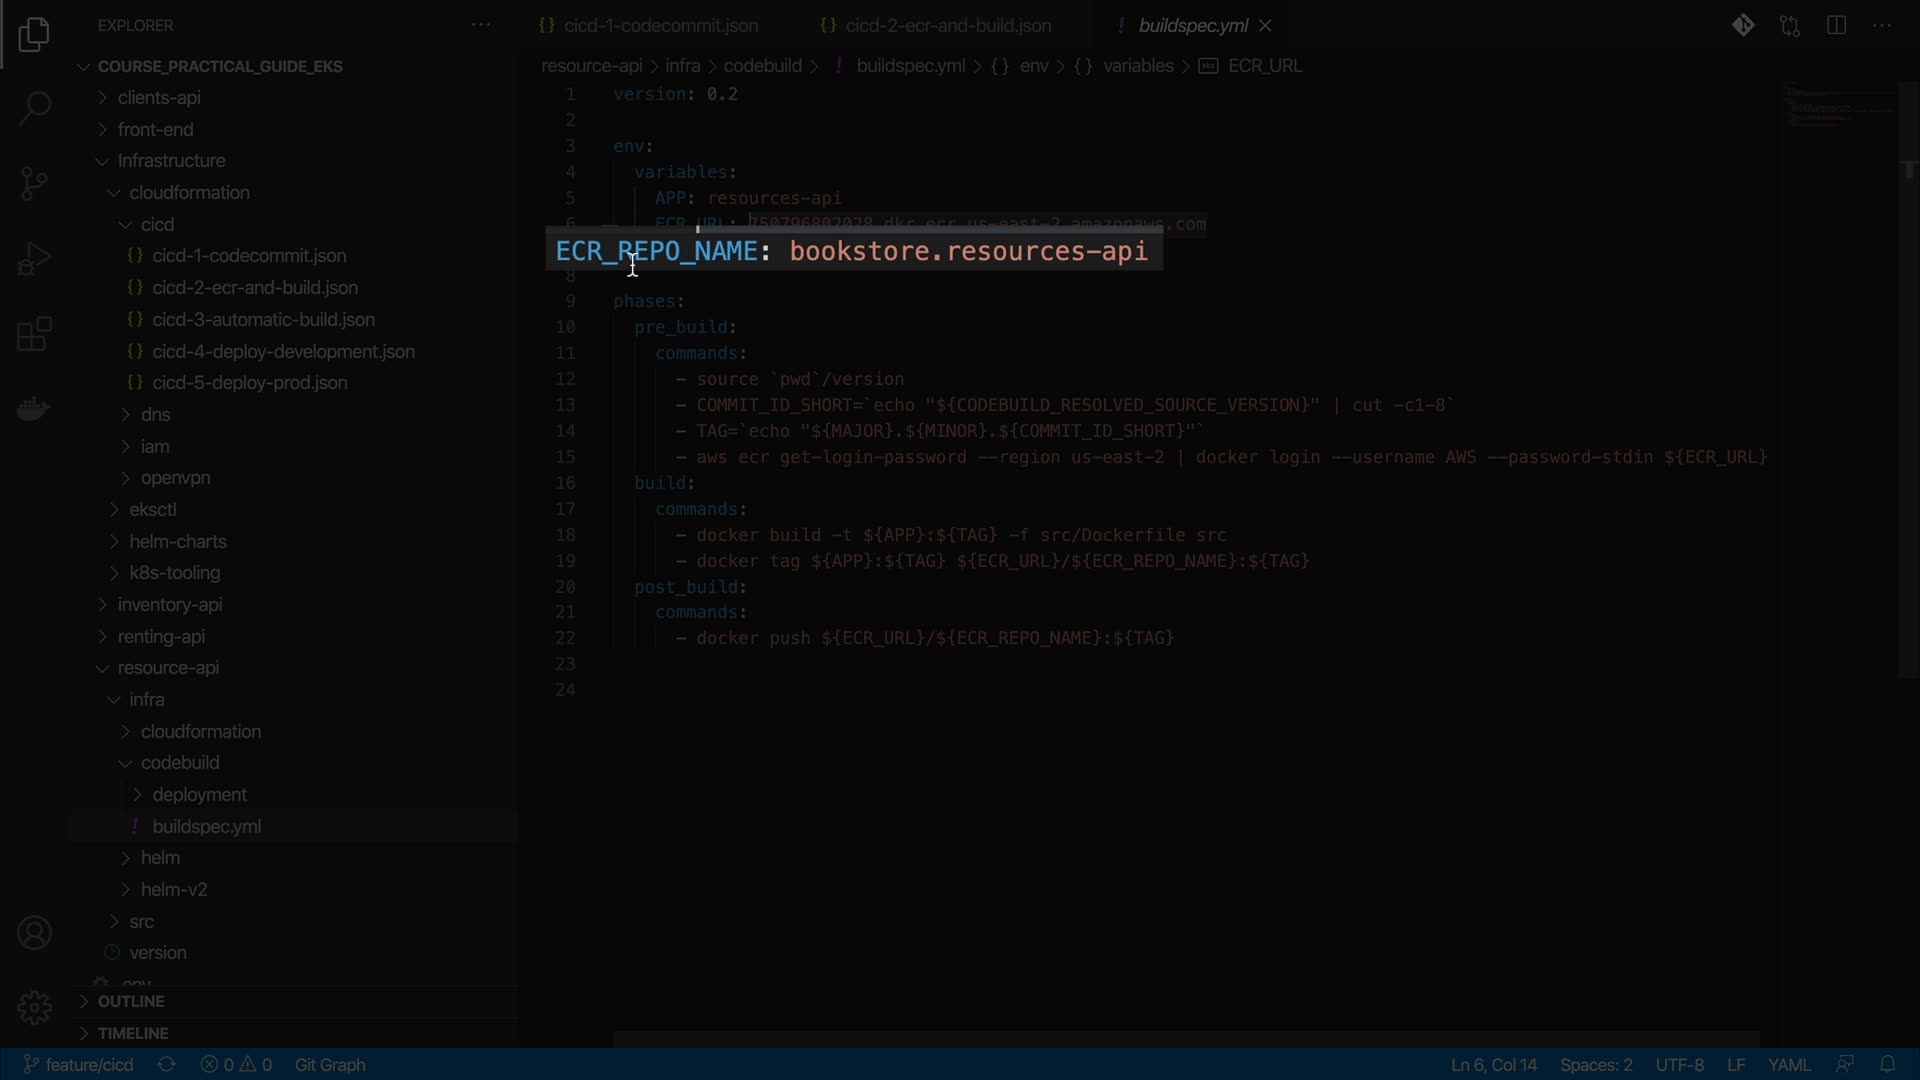 EXPLORER
COURSE_PRACTICAL_GUIDE_EKS
clients-api
front-end
Infrastructure
cloudformation
cicd
cicd-1-codecommit.json
cicd-2-ecr-and-build.json
cicd-3-automatic-build.json
cicd-4-deploy-development.json
cicd-5-deploy-prod.json
dns
iam
openvpn
eksctl
helm-charts
k8s-tooling
inventory-api
renting-api
resource-api
infra
cloudformation
codebuild
deployment
buildspec.yml
helm
helm-v2
src
version
OUTLINE
TIMELINE
cicd-1-codecommit.json cicd-2-ecr-and-build.json buildspec.yml
resource-api > infra > codebuild > ! buildspec.yml > {} env > {} variables > ECR_URL
1 version: 0.2
2
3 env:
4 variables:
5 APP: resources-api
6 ECR_URL: 750796802028.dkr.ecr.us-east-2.amazonaws.com
ECR_REPO_NAME: bookstore.resources-api
8
9 phases:
10 pre_build:
11 commands:
12 - source `pwd`/version
13 - COMMIT_ID_SHORT=`echo "${CODEBUILD_RESOLVED_SOURCE_VERSION}" | cut -c1-8`
14 - TAG=`echo "${MAJOR}.${MINOR}.${COMMIT_ID_SHORT}"`
15 - aws ecr get-login-password --region us-east-2 | docker login --username AWS --password-stdin ${ECR_URL}
16 build:
17 commands:
18 - docker build -t ${APP}:${TAG} -f src/Dockerfile src
19 - docker tag ${APP}:${TAG} ${ECR_URL}/${ECR_REPO_NAME}:${TAG}
20 post_build:
21 commands:
22 - docker push ${ECR_URL}/${ECR_REPO_NAME}:${TAG}
23
24
feature/cicd 0 0 Git Graph Ln 6, Col 14 Spaces: 2 UTF-8 LF YAML